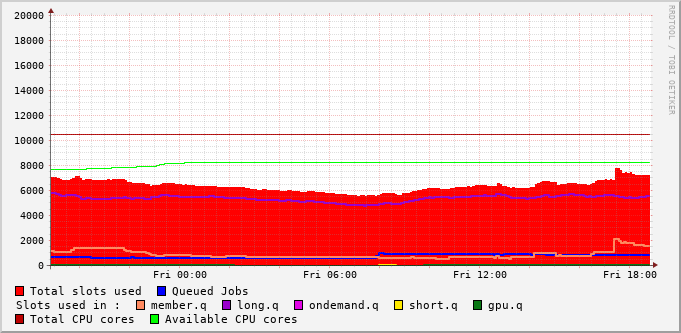 RRDTOOL / TOBI OETIKER
20000
18000
16000
14000
12000
10000
8000
6000
4000
2000
0
Fri 00:00 Fri 06:00 Fri 12:00 Fri 18:00
Total slots used Queued Jobs
Slots used in : member.q long.q ondemand.q short.q gpu.q
Total CPU cores Available CPU cores